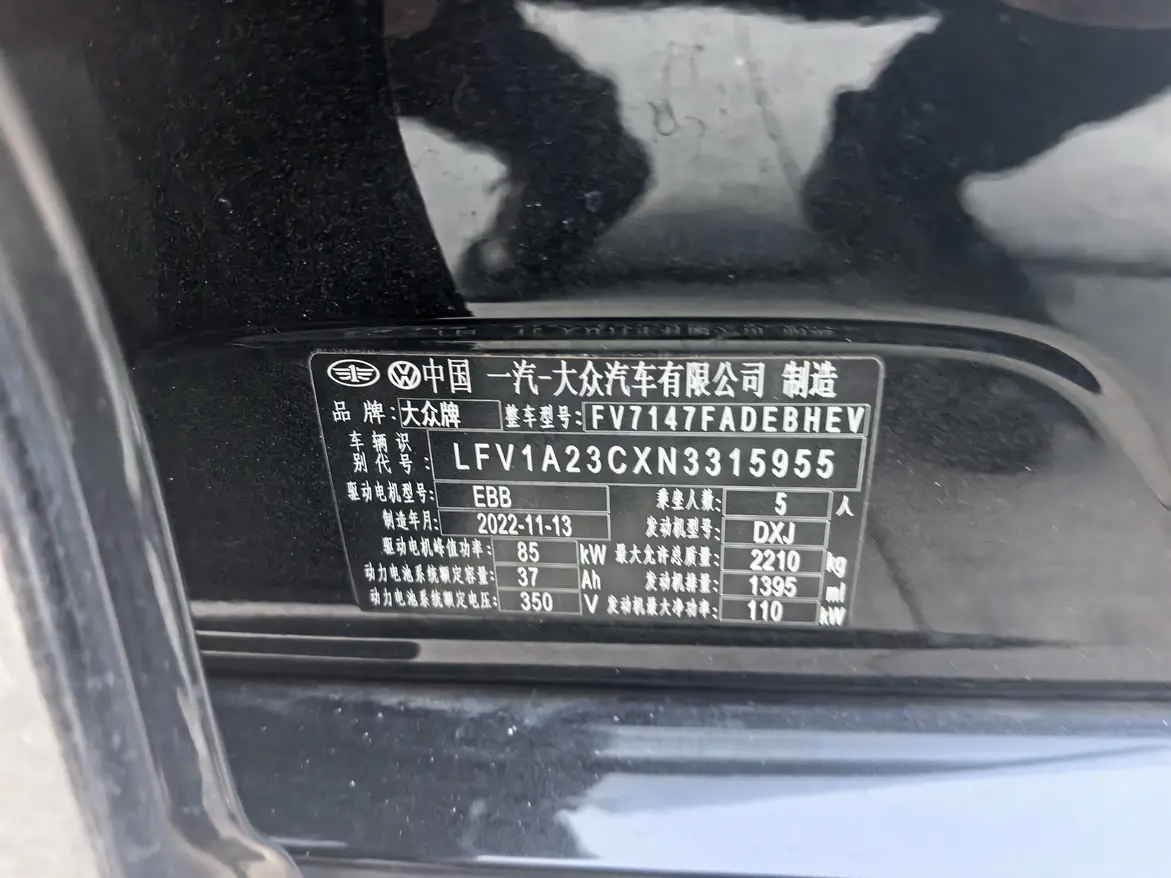 中国 一汽-大众汽车有限公司 制造
品 牌: 大众牌 整车型号: FV7147FADEBHEV
车辆识别代号: LFV1A23CXN3315955
驱动电机型号: EBB 乘坐人数: 5 人
制造年月: 2022-11-13 发动机型号: DXJ
驱动电机峰值功率: 85 kW 最大允许总质量: 2210 kg
动力电池系统额定容量: 37 Ah 发动机排量: 1395 ml
动力电池系统额定电压: 350 V 发动机最大净功率: 110 kW